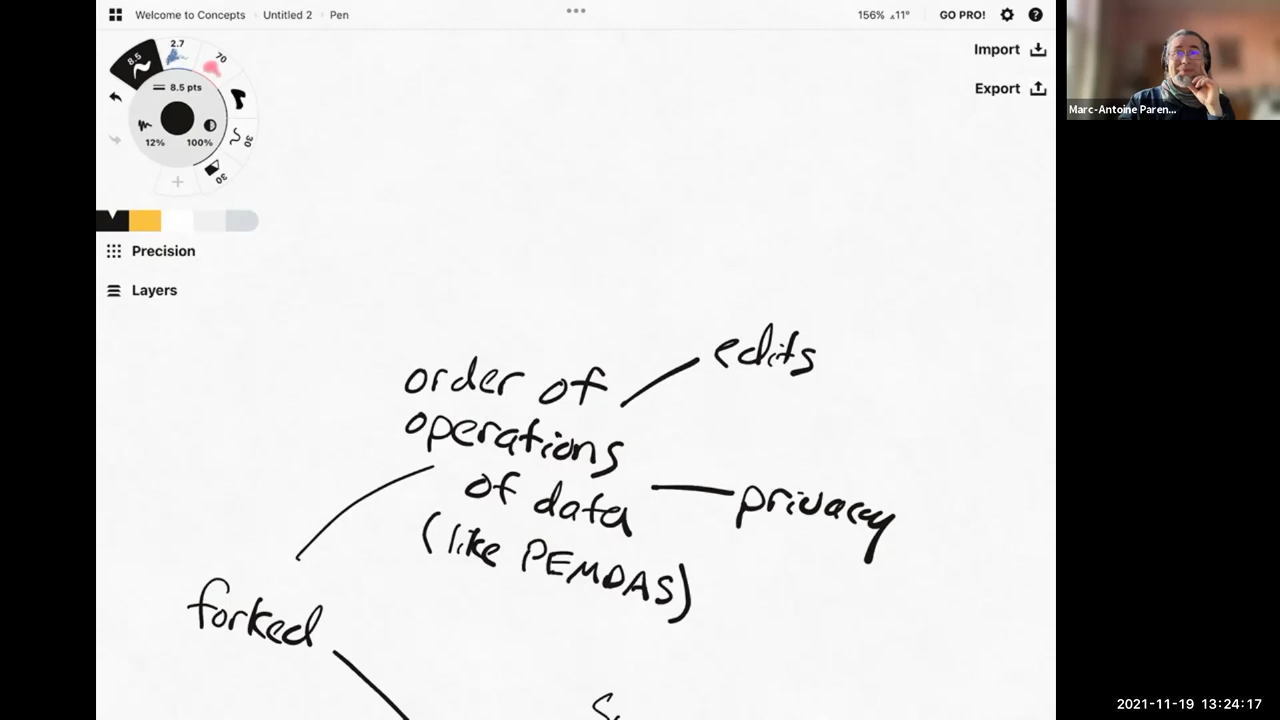 Welcome to Concepts
Untitled 2
Pen
156%
11°
GO PRO!
Import
Export
8.5
2.7
70
8.5 pts
12%
100%
30
30
Precision
Layers
edits
order of
operations
of data
(like PEMDAS)
privacy
forked
Marc-Antoine Paren...
2021-11-19 13:24:17